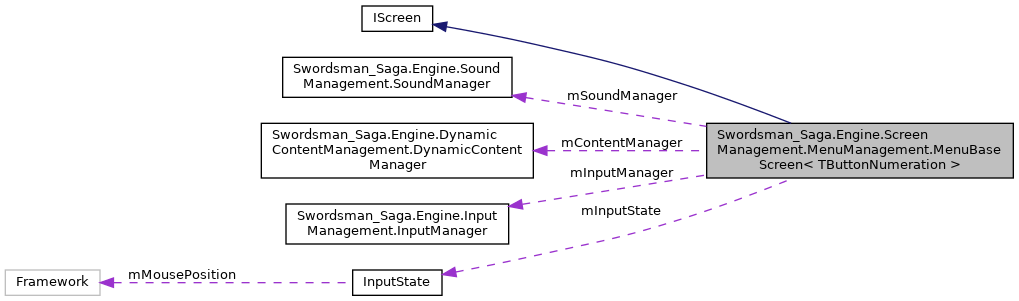 IScreen
Swordsman_Saga.Engine.Sound
Management.SoundManager
mSoundManager
Swordsman_Saga.Engine.Dynamic
ContentManagement.DynamicContent
Manager
mContentManager
Swordsman_Saga.Engine.Screen
Management.MenuManagement.MenuBase
Screen< TButtonNumeration >
mInputManager
Swordsman_Saga.Engine.Input
Management.InputManager
mInputState
Framework
mMousePosition
InputState